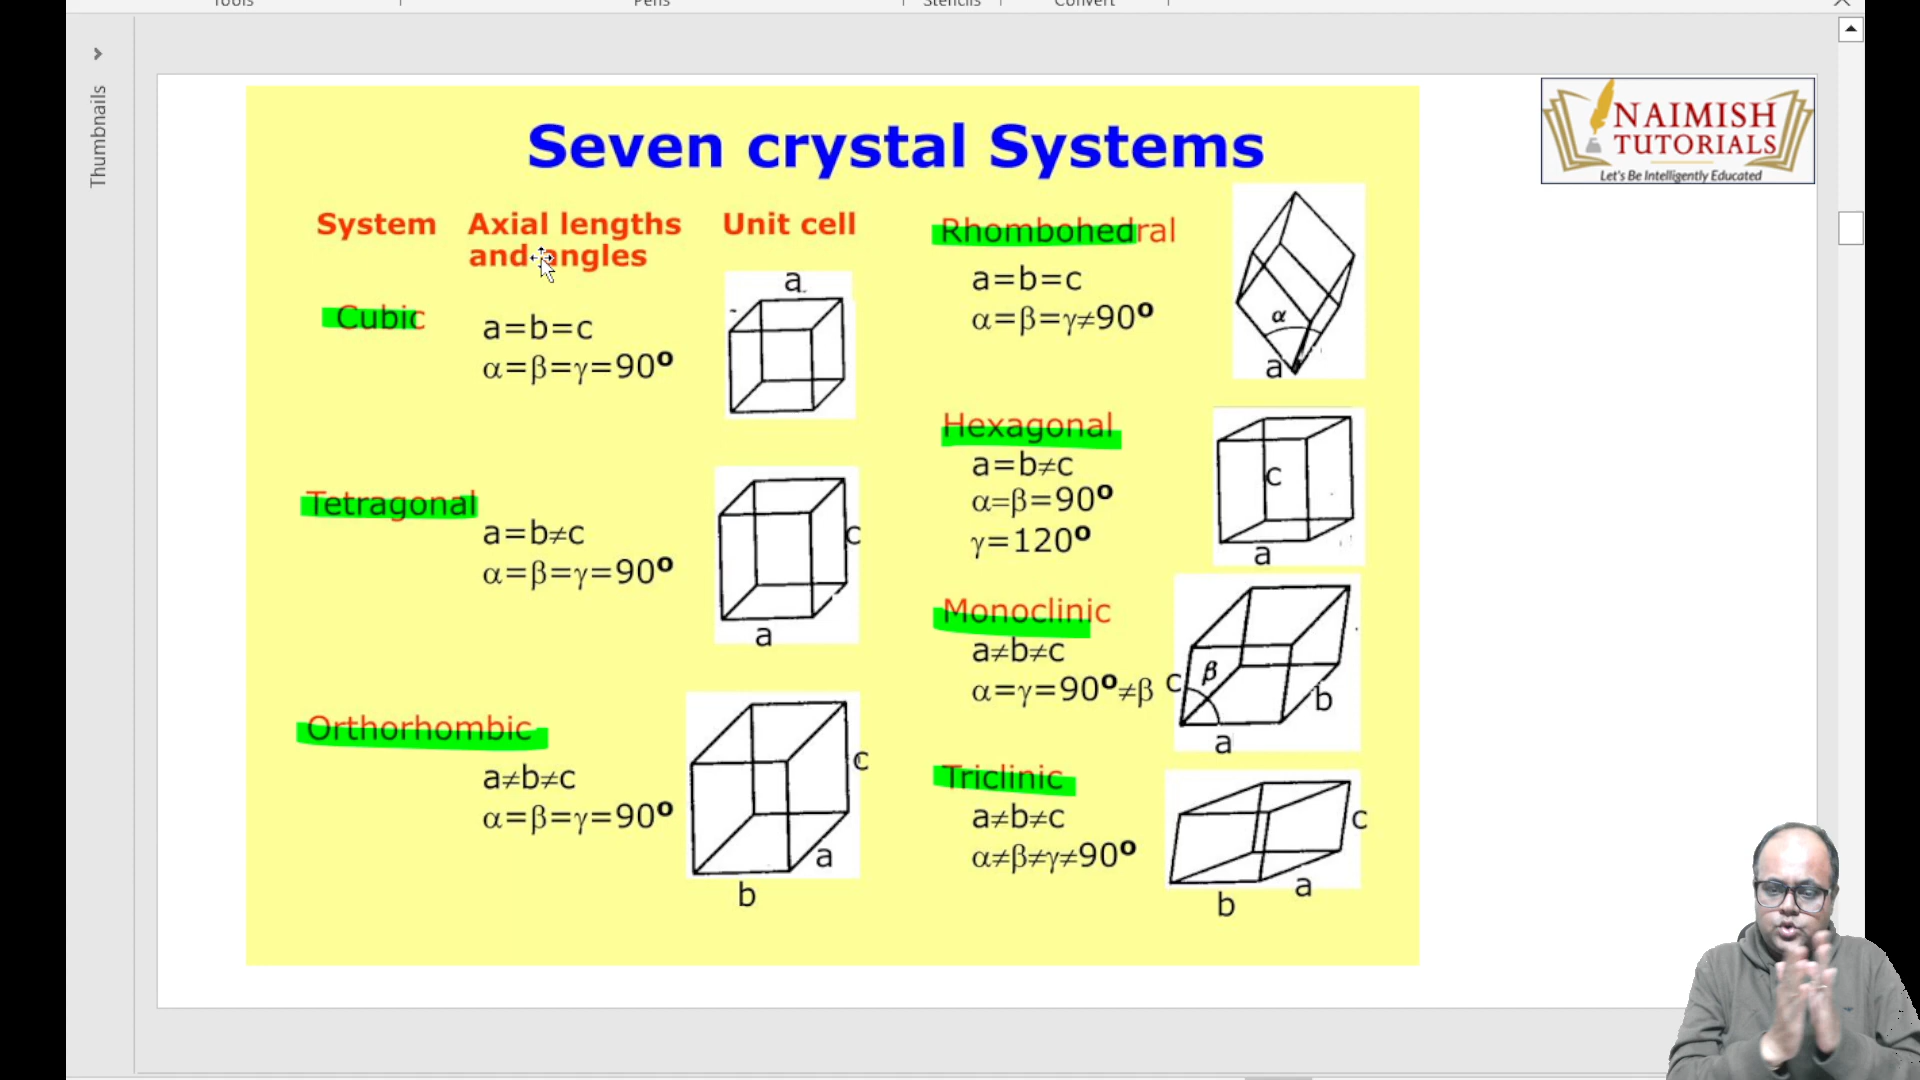 Tools
Pens
Stencils
Convert
Thumbnails
Seven crystal Systems
NAIMISH
TUTORIALS
Let's Be Intelligently Educated
System
Axial lengths
and angles
Unit cell
Cubic
a=b=c
α=β=γ=90º
a
Tetragonal
a=b≠c
α=β=γ=90º
c
a
Orthorhombic
a≠b≠c
α=β=γ=90º
c
a
b
Rhombohedral
a=b=c
α=β=γ≠90º
α
a
Hexagonal
a=b≠c
α=β=90º
γ=120º
c
a
Monoclinic
a≠b≠c
α=γ=90º≠β
c
β
b
a
Triclinic
a≠b≠c
α≠β≠γ≠90º
c
a
b